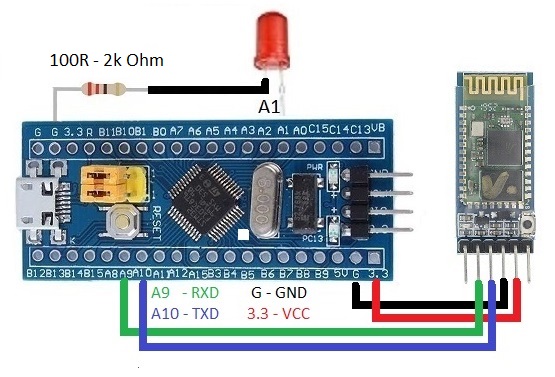 100R - 2k Ohm
A1
G G 3.3 R B11 B10 B1 B0 A7 A6 A5 A4 A3 A2 A1 A0 C15 C14 C13 VB
PWR
RESET
8.000
PC13
B12 B13 B14 B15 A8 A9 A10 A11 A12 A15 B3 B4 B5 B6 B7 B8 B9 5V G 3.3
A9 - RXD G - GND
A10 - TXD 3.3 - VCC